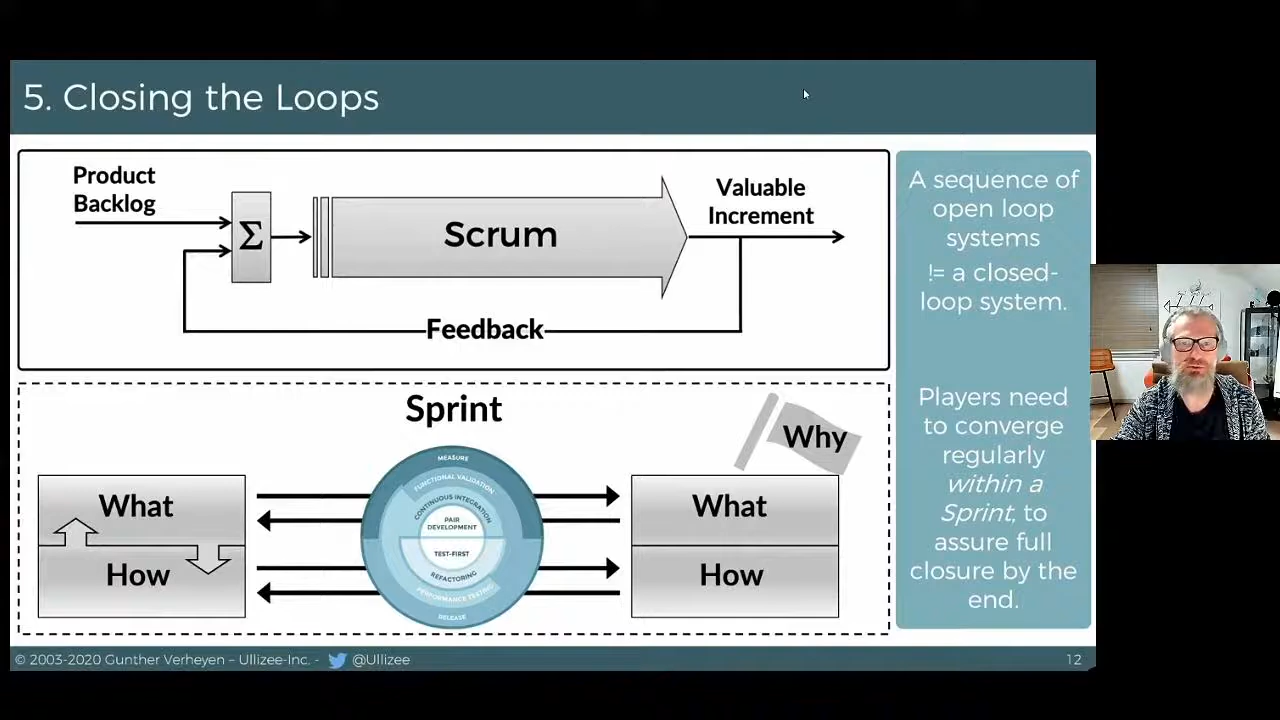 5. Closing the Loops
Product
Backlog
Σ
Scrum
Valuable
Increment
Feedback
A sequence of
open loop
systems
!= a closed-
loop system.
Players need
to converge
regularly
within a
Sprint, to
assure full
closure by the
end.
Sprint
Why
What
How
MEASURE
FUNCTIONAL VALIDATION
CONTINUOUS INTEGRATION
PAIR
DEVELOPMENT
TEST-FIRST
REFACTORING
PERFORMANCE TESTING
RELEASE
What
How
© 2003-2020 Gunther Verheyen – Ullizee-Inc. - @Ullizee
12